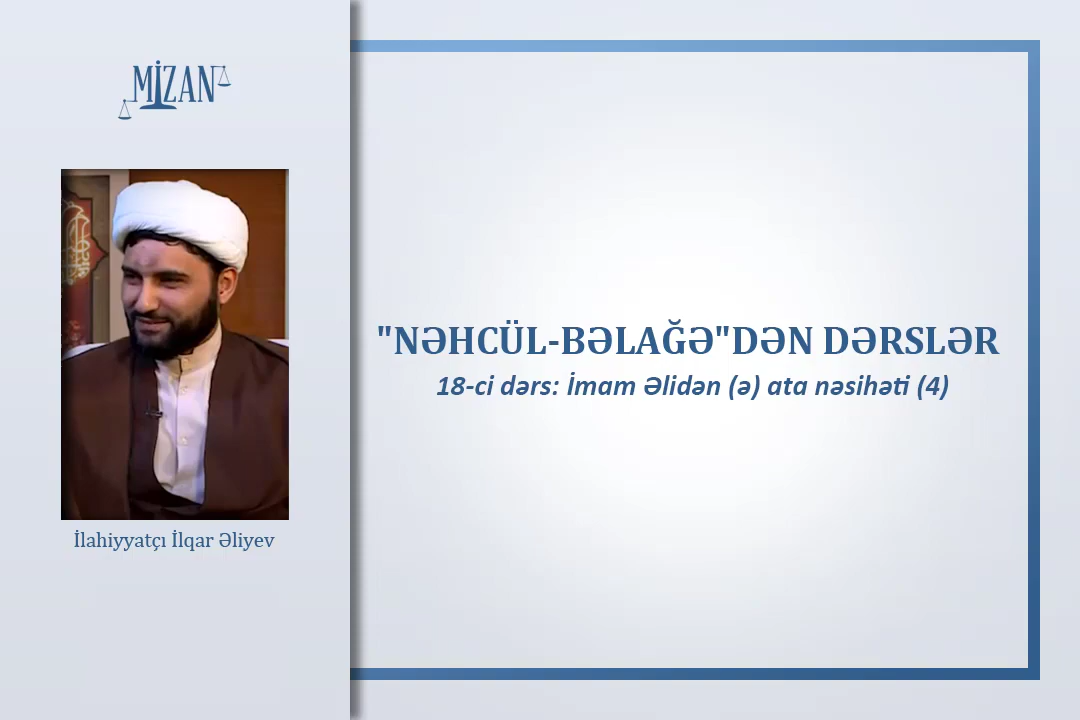 MİZAN
İlahiyyatçı İlqar Əliyev
"NƏHCÜL-BƏLAĞƏ"DƏN DƏRSLƏR
18-ci dərs: İmam Əlidən (ə) ata nəsihəti (4)